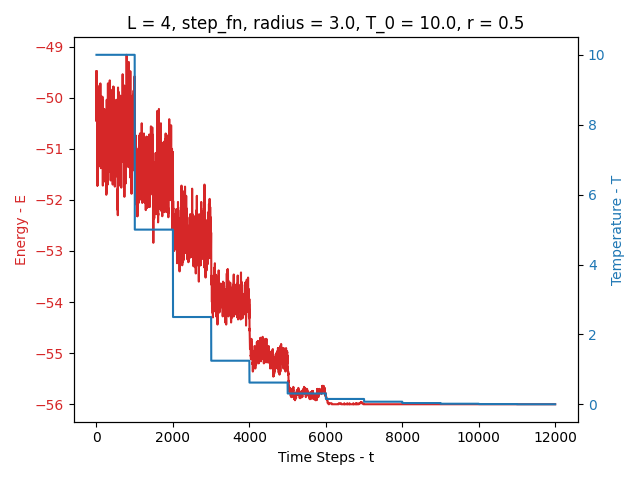 L = 4, step_fn, radius = 3.0, T_0 = 10.0, r = 0.5
−49
−50
−51
−52
−53
−54
−55
−56
Energy - E
10
8
6
4
2
0
Temperature - T
0 2000 4000 6000 8000 10000 12000
Time Steps - t